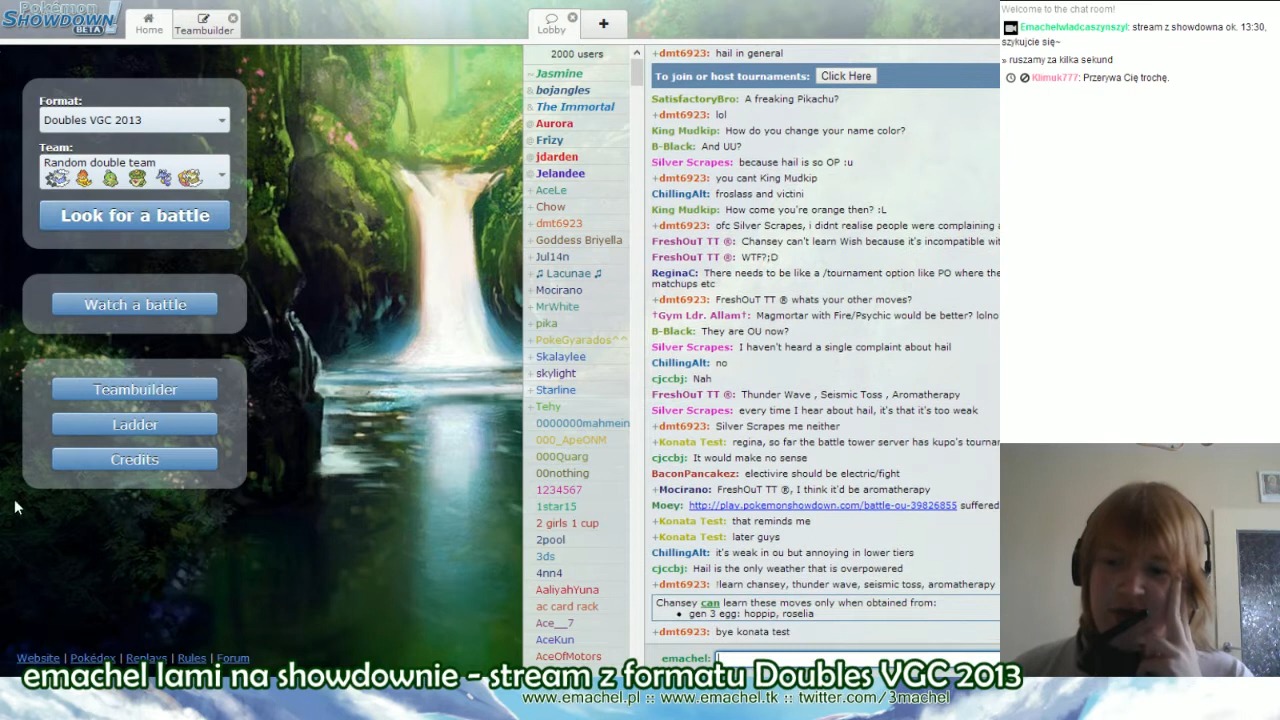 Pokémon
Showdown!
BETA
Home
Teambuilder
Lobby
+
Format:
Doubles VGC 2013
Team:
Random double team
Look for a battle
Watch a battle
Teambuilder
Ladder
Credits
Website | Pokédex | Replays | Rules | Forum
2000 users
~ Jasmine
& bojangles
& The Immortal
@ Aurora
@ Frizy
@ jdarden
@ Jelandee
+ AceLe
+ Chow
+ dmt6923
+ Goddess Briyella
+ Jul14n
+ ♫ Lacunae ♫
+ Mocirano
+ MrWhite
+ pika
+ PokeGyarados^^
+ Skalaylee
+ skylight
+ Starline
+ Tehy
0000000mahmein
000_ApeONM
000Quarg
00nothing
1234567
1star15
2 girls 1 cup
2pool
3ds
4nn4
AaliyahYuna
ac card rack
Ace__7
AceKun
AceOfMotors
+dmt6923: hail in general
To join or host tournaments: Click Here
SatisfactoryBro: A freaking Pikachu?
+dmt6923: lol
King Mudkip: How do you change your name color?
B-Black: And UU?
Silver Scrapes: because hail is so OP :u
+dmt6923: you cant King Mudkip
ChillingAlt: froslass and victini
King Mudkip: How come you're orange then? :L
+dmt6923: ofc Silver Scrapes, i didnt realise people were complaining a
FreshOuT TT ®: Chansey can't learn Wish because it's incompatible wit
FreshOuT TT ®: WTF?;D
ReginaC: There needs to be like a /tournament option like PO where the
matchups etc
+dmt6923: FreshOuT TT ® whats your other moves?
†Gym Ldr. Allam†: Magmortar with Fire/Psychic would be better? lolno
B-Black: They are OU now?
Silver Scrapes: I haven't heard a single complaint about hail
ChillingAlt: no
cjccbj: Nah
FreshOuT TT ®: Thunder Wave , Seismic Toss , Aromatherapy
Silver Scrapes: every time I hear about hail, it's that it's too weak
+dmt6923: Silver Scrapes me neither
+Konata Test: regina, so far the battle tower server has kupo's tourna
cjccbj: It would make no sense
BaconPancakez: electivire should be electric/fight
+Mocirano: FreshOuT TT ®, I think it'd be aromatherapy
Moey: http://play.pokemonshowdown.com/battle-ou-39826855 suffered
+Konata Test: that reminds me
+Konata Test: later guys
ChillingAlt: it's weak in ou but annoying in lower tiers
cjccbj: Hail is the only weather that is overpowered
+dmt6923: !learn chansey, thunder wave, seismic toss, aromatherapy
Chansey can learn these moves only when obtained from:
• gen 3 egg: hoppip, roselia
+dmt6923: bye konata test
emachel:
Welcome to the chat room!
Emachelwladcaszynszyl: stream z showdowna ok. 13:30,
szykujcie się~
» ruszamy za kilka sekund
Klimuk777: Przerywa Cię trochę.
emachel lami na showdownie - stream z formatu Doubles VGC 2013
www.emachel.pl :: www.emachel.tk :: twitter.com/3machel